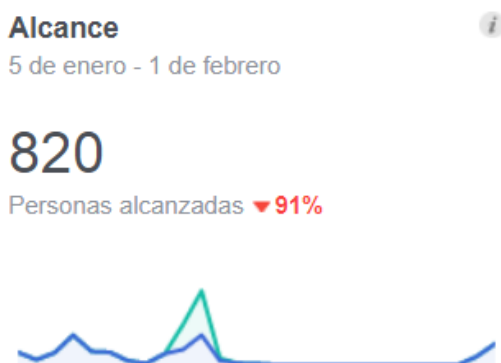 Alcance
5 de enero - 1 de febrero
820
Personas alcanzadas ▼ 91%